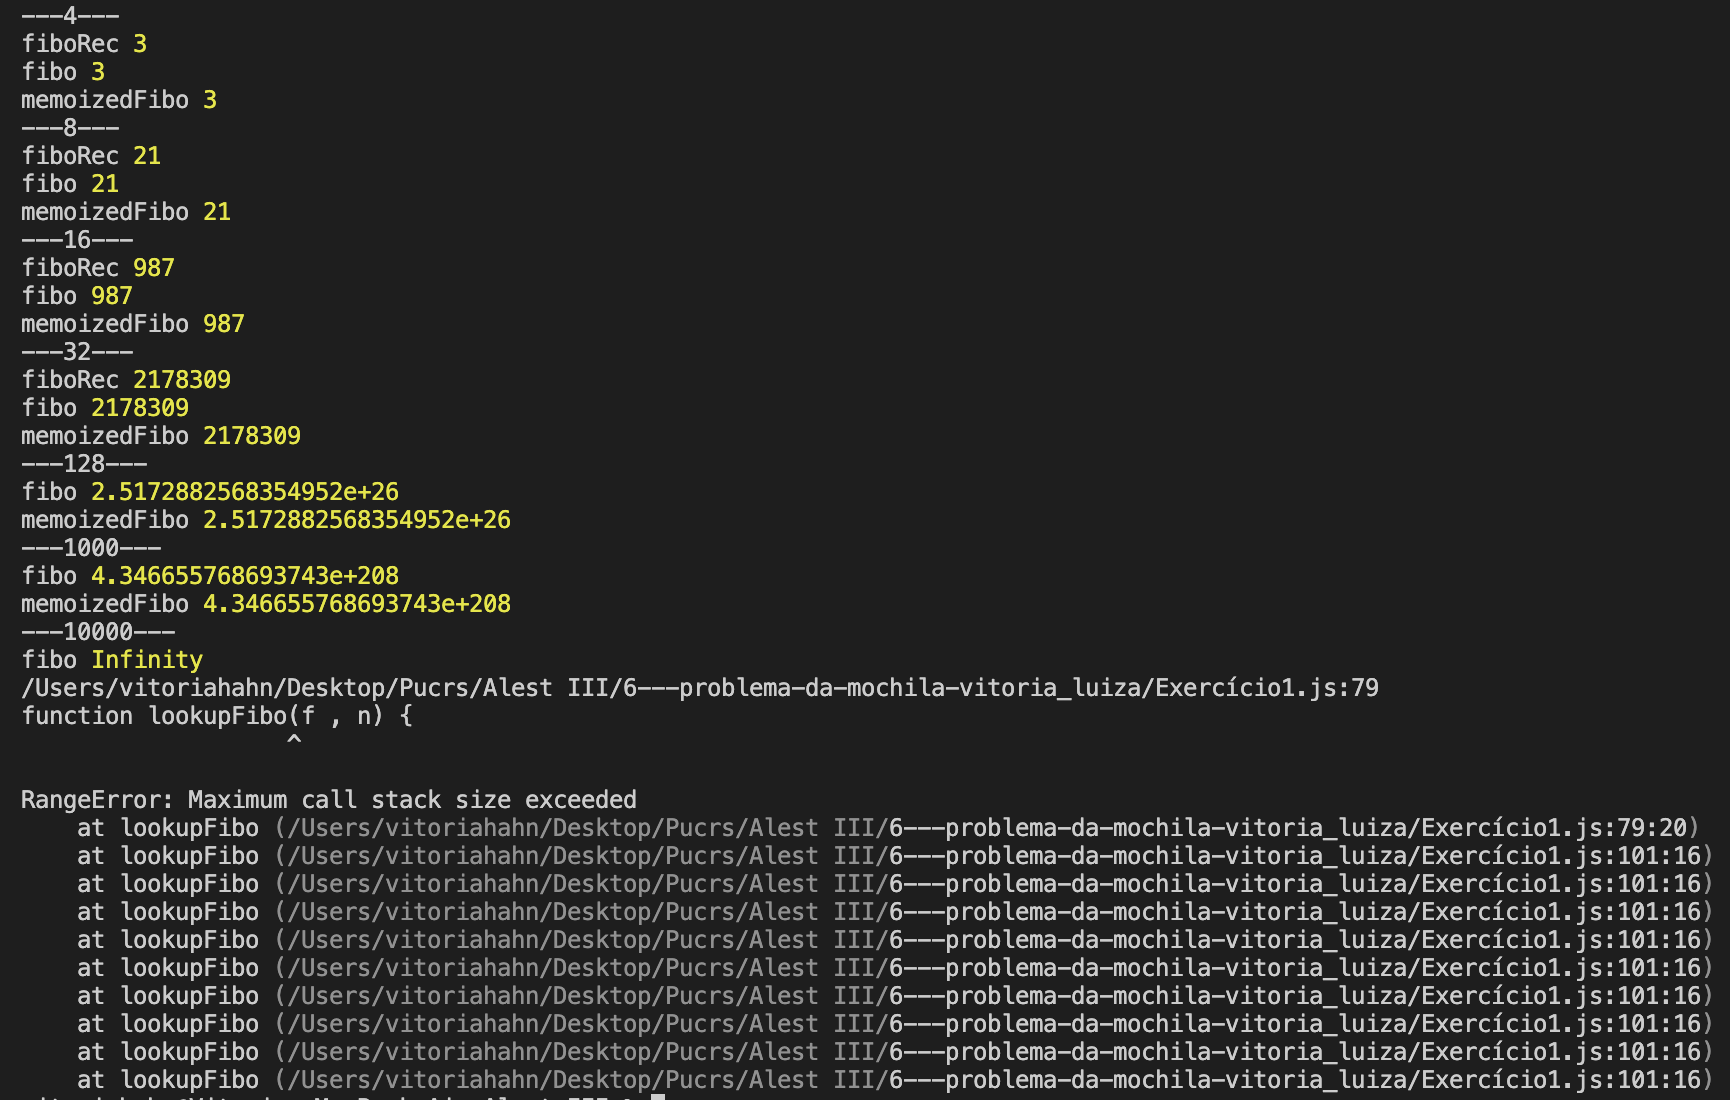 ---4---
fiboRec 3
fibo 3
memoizedFibo 3
---8---
fiboRec 21
fibo 21
memoizedFibo 21
---16---
fiboRec 987
fibo 987
memoizedFibo 987
---32---
fiboRec 2178309
fibo 2178309
memoizedFibo 2178309
---128---
fibo 2.5172882568354952e+26
memoizedFibo 2.5172882568354952e+26
---1000---
fibo 4.346655768693743e+208
memoizedFibo 4.346655768693743e+208
---10000---
fibo Infinity
/Users/vitoriahahn/Desktop/Pucrs/Alest III/6---problema-da-mochila-vitoria_luiza/Exercício1.js:79
function lookupFibo(f , n) {
^
RangeError: Maximum call stack size exceeded
at lookupFibo (/Users/vitoriahahn/Desktop/Pucrs/Alest III/6---problema-da-mochila-vitoria_luiza/Exercício1.js:79:20)
at lookupFibo (/Users/vitoriahahn/Desktop/Pucrs/Alest III/6---problema-da-mochila-vitoria_luiza/Exercício1.js:101:16)
at lookupFibo (/Users/vitoriahahn/Desktop/Pucrs/Alest III/6---problema-da-mochila-vitoria_luiza/Exercício1.js:101:16)
at lookupFibo (/Users/vitoriahahn/Desktop/Pucrs/Alest III/6---problema-da-mochila-vitoria_luiza/Exercício1.js:101:16)
at lookupFibo (/Users/vitoriahahn/Desktop/Pucrs/Alest III/6---problema-da-mochila-vitoria_luiza/Exercício1.js:101:16)
at lookupFibo (/Users/vitoriahahn/Desktop/Pucrs/Alest III/6---problema-da-mochila-vitoria_luiza/Exercício1.js:101:16)
at lookupFibo (/Users/vitoriahahn/Desktop/Pucrs/Alest III/6---problema-da-mochila-vitoria_luiza/Exercício1.js:101:16)
at lookupFibo (/Users/vitoriahahn/Desktop/Pucrs/Alest III/6---problema-da-mochila-vitoria_luiza/Exercício1.js:101:16)
at lookupFibo (/Users/vitoriahahn/Desktop/Pucrs/Alest III/6---problema-da-mochila-vitoria_luiza/Exercício1.js:101:16)
at lookupFibo (/Users/vitoriahahn/Desktop/Pucrs/Alest III/6---problema-da-mochila-vitoria_luiza/Exercício1.js:101:16)